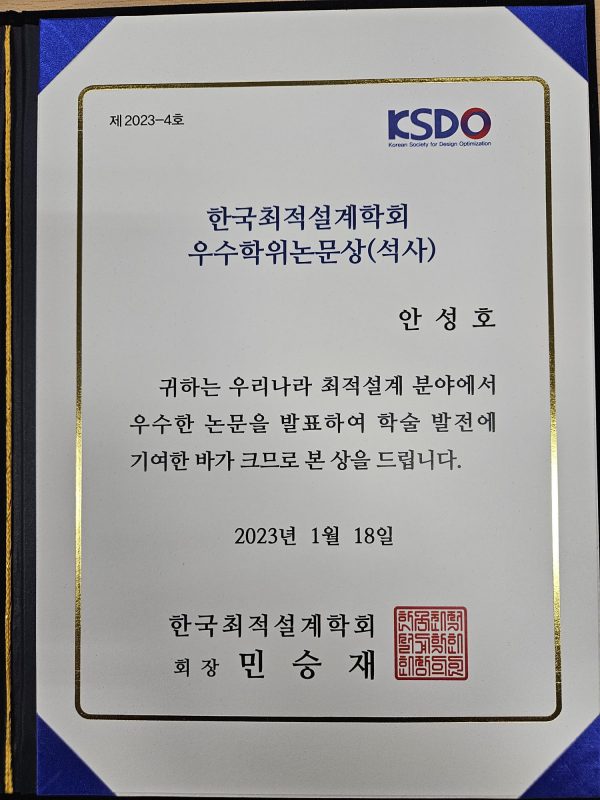 제2023-4호
KSDO
Korean Society for Design Optimization
한국최적설계학회
우수학위논문상(석사)
안 성 호
귀하는 우리나라 최적설계 분야에서
우수한 논문을 발표하여 학술 발전에
기여한 바가 크므로 본 상을 드립니다.
2023년 1월 18일
한국최적설계학회
회장 민 승 재